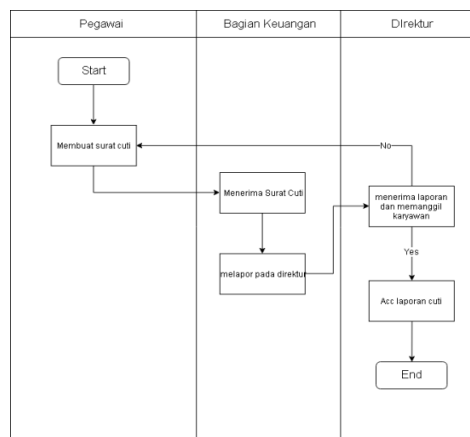 Pegawai
Bagian Keuangan
DIrektur
Start
Membuat surat cuti
No
Menerima Surat Cuti
menerima laporan
dan memanggil
karyawan
melapor pada direktur
Yes
Acc laporan cuti
End